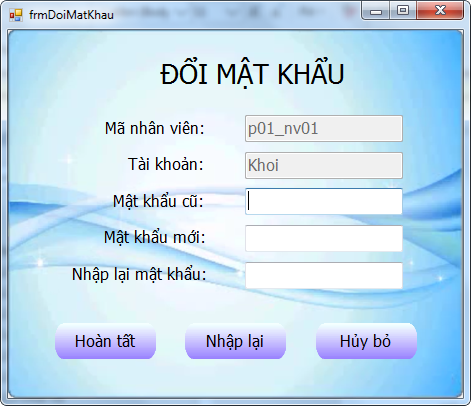 frmDoiMatKhau
ĐỔI MẬT KHẨU
Mã nhân viên: p01_nv01
Tài khoản: Khoi
Mật khẩu cũ:
Mật khẩu mới:
Nhập lại mật khẩu:
Hoàn tất Nhập lại Hủy bỏ